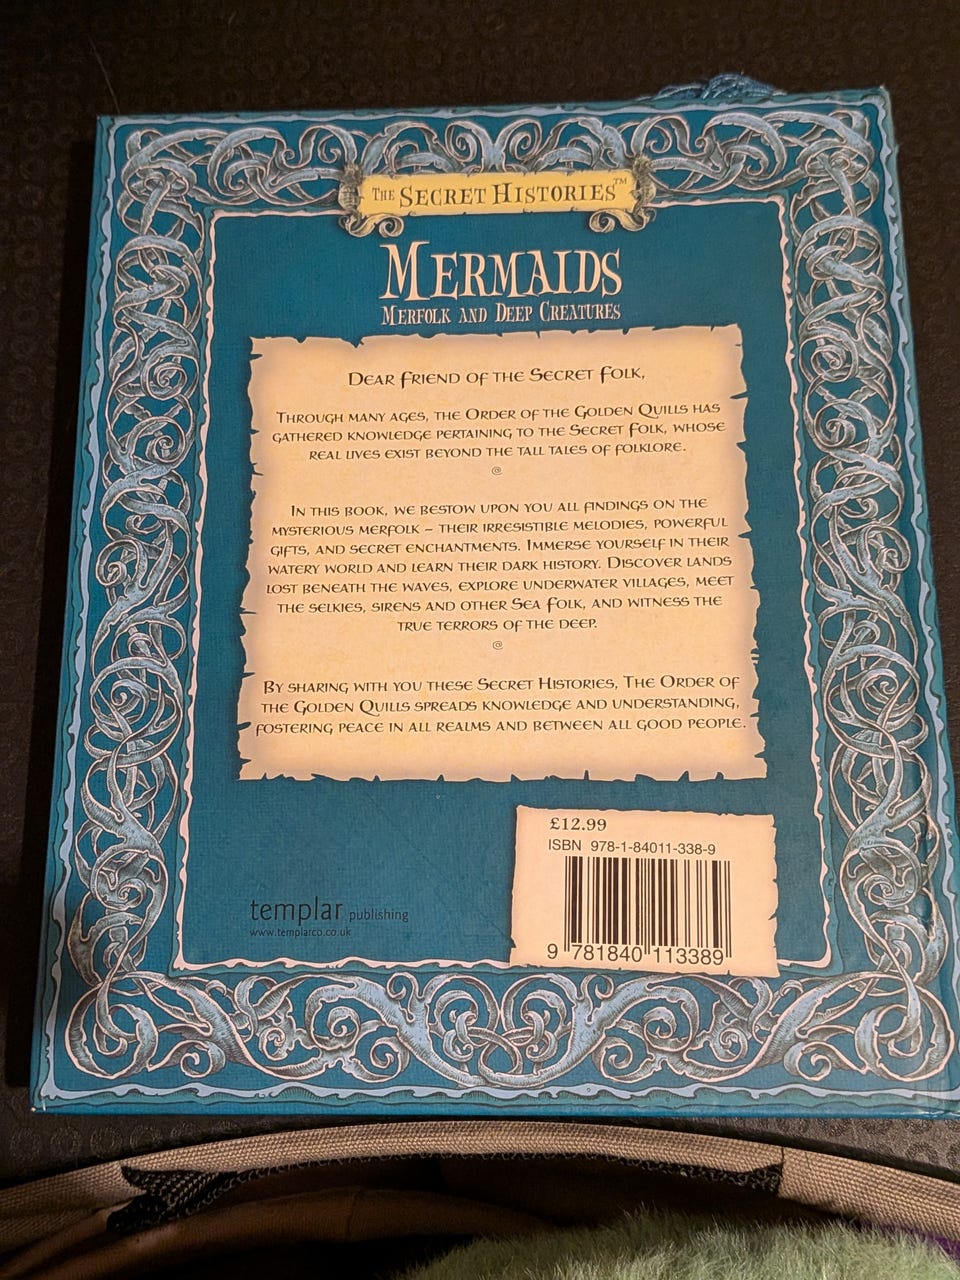 THE SECRET HISTORIES™
MERMAIDS
MERFOLK AND DEEP CREATURES
DEAR FRIEND OF THE SECRET FOLK,
THROUGH MANY AGES, THE ORDER OF THE GOLDEN QUILLS HAS
GATHERED KNOWLEDGE PERTAINING TO THE SECRET FOLK, WHOSE
REAL LIVES EXIST BEYOND THE TALL TALES OF FOLKLORE.
@
IN THIS BOOK, WE BESTOW UPON YOU ALL FINDINGS ON THE
MYSTERIOUS MERFOLK – THEIR IRRESISTIBLE MELODIES, POWERFUL
GIFTS, AND SECRET ENCHANTMENTS. IMMERSE YOURSELF IN THEIR
WATERY WORLD AND LEARN THEIR DARK HISTORY. DISCOVER LANDS
LOST BENEATH THE WAVES, EXPLORE UNDERWATER VILLAGES, MEET
THE SELKIES, SIRENS AND OTHER SEA FOLK, AND WITNESS THE
TRUE TERRORS OF THE DEEP.
@
BY SHARING WITH YOU THESE SECRET HISTORIES, THE ORDER OF
THE GOLDEN QUILLS SPREADS KNOWLEDGE AND UNDERSTANDING,
FOSTERING PEACE IN ALL REALMS AND BETWEEN ALL GOOD PEOPLE.
£12.99
ISBN 978-1-84011-338-9
9 781840 113389
templar publishing
www.templarco.co.uk